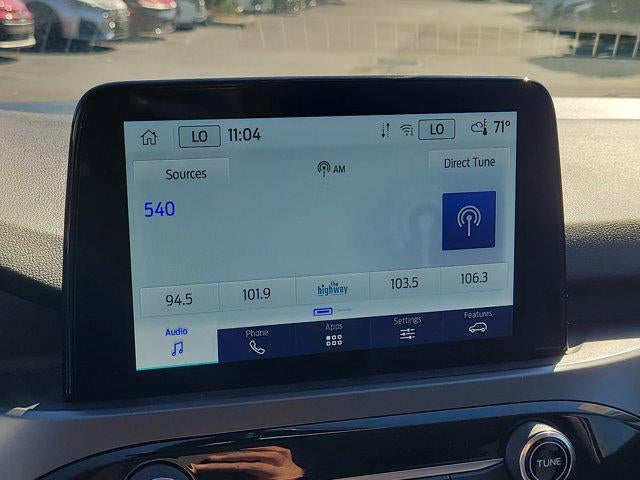 LO 11:04 LO 71°
Sources AM Direct Tune
540
94.5 101.9 the highway 103.5 106.3
Audio Phone Apps Settings Features
TUNE